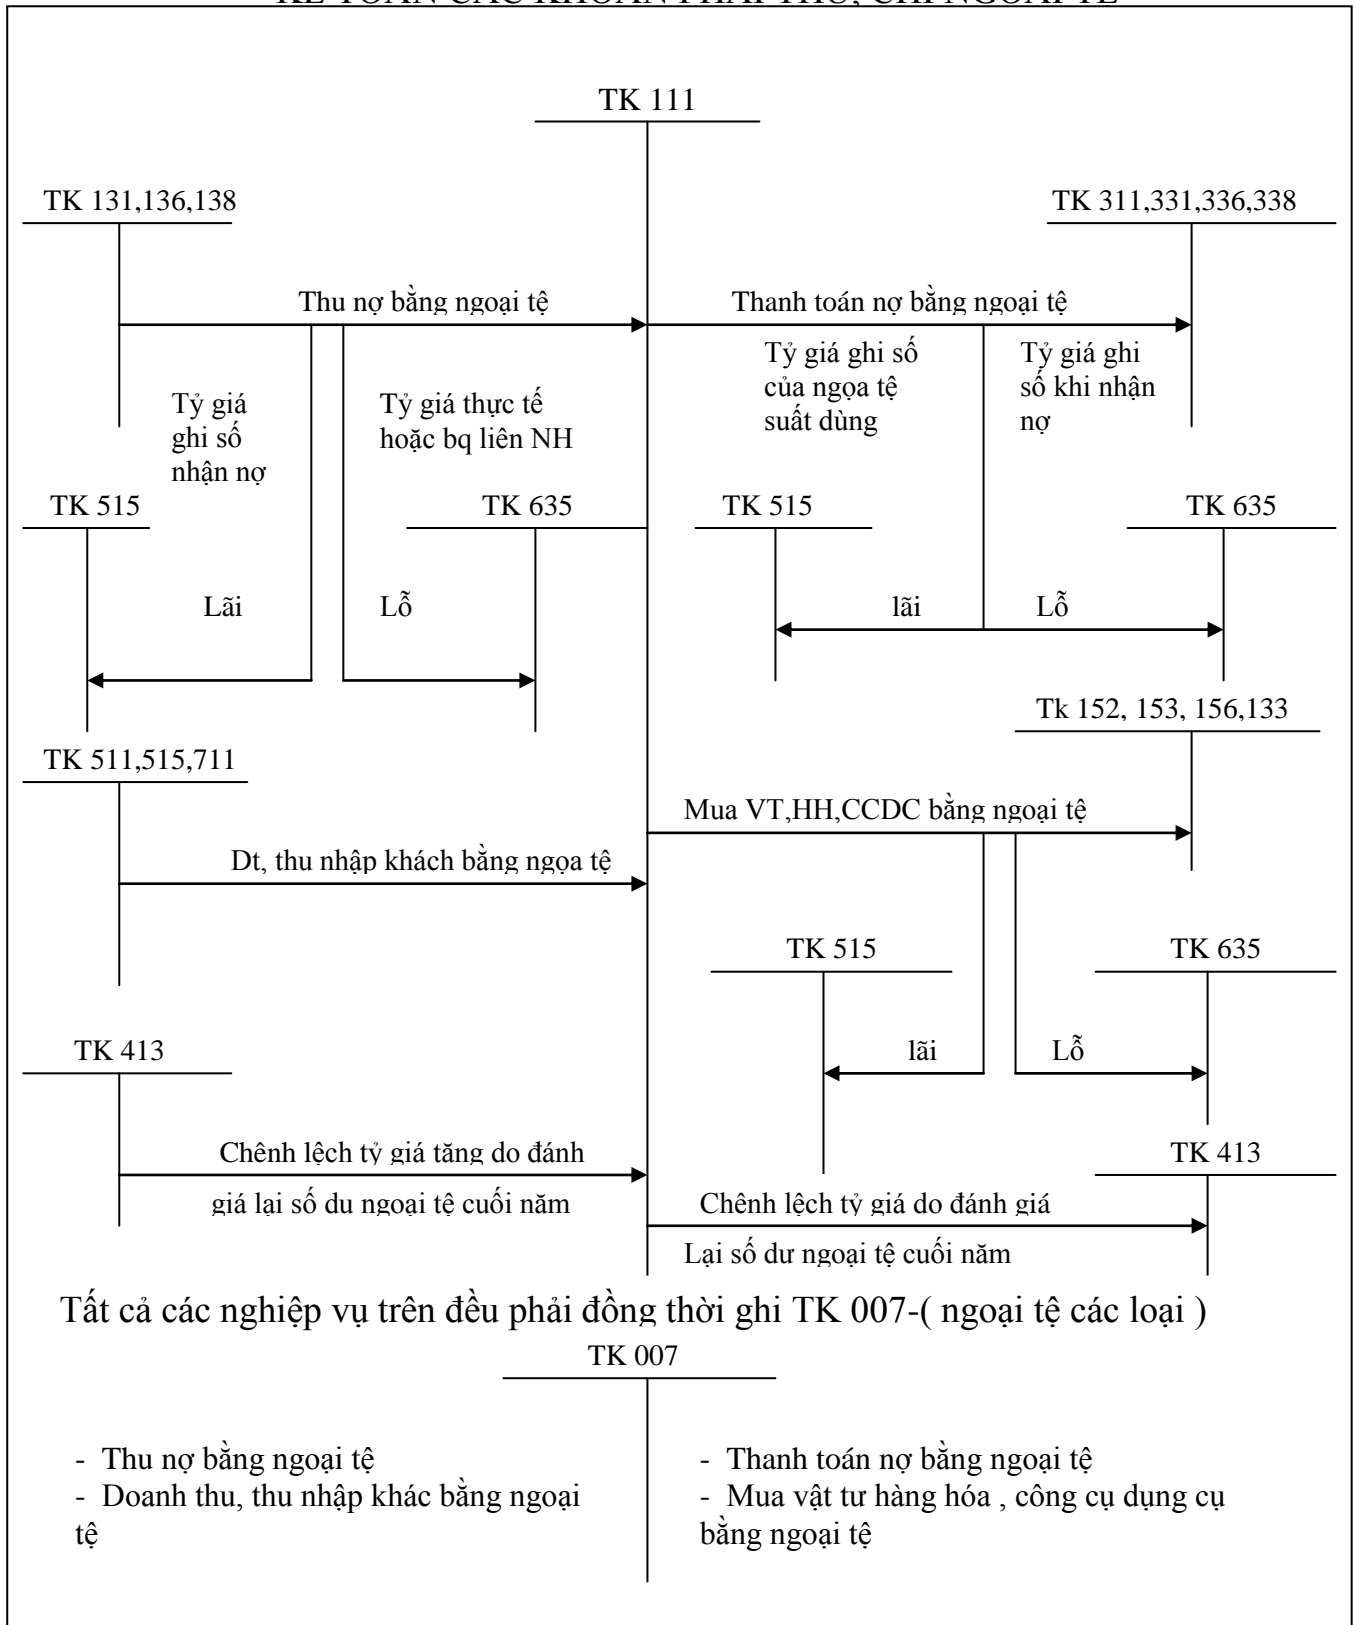 KẾ TOÁN CÁC KHOẢN PHẢI THU, CHI NGOẠI TỆ
TK 111
TK 131,136,138
TK 311,331,336,338
Thu nợ bằng ngoại tệ
Thanh toán nợ bằng ngoại tệ
Tỷ giá
ghi số
nhận nợ
Tỷ giá thực tế
hoặc bq liên NH
Tỷ giá ghi số
của ngọa tệ
suất dùng
Tỷ giá ghi
số khi nhận
nợ
TK 515
TK 635
TK 515
TK 635
Lãi
Lỗ
lãi
Lỗ
Tk 152, 153, 156,133
TK 511,515,711
Mua VT,HH,CCDC bằng ngoại tệ
Dt, thu nhập khách bằng ngọa tệ
TK 515
TK 635
TK 413
lãi
Lỗ
Chênh lệch tỷ giá tăng do đánh
giá lại số du ngoại tệ cuối năm
TK 413
Chênh lệch tỷ giá do đánh giá
Lại số dư ngoại tệ cuối năm
Tất cả các nghiệp vụ trên đều phải đồng thời ghi TK 007-( ngoại tệ các loại )
TK 007
- Thu nợ bằng ngoại tệ
- Doanh thu, thu nhập khác bằng ngoại
tệ
- Thanh toán nợ bằng ngoại tệ
- Mua vật tư hàng hóa , công cụ dụng cụ
bằng ngoại tệ